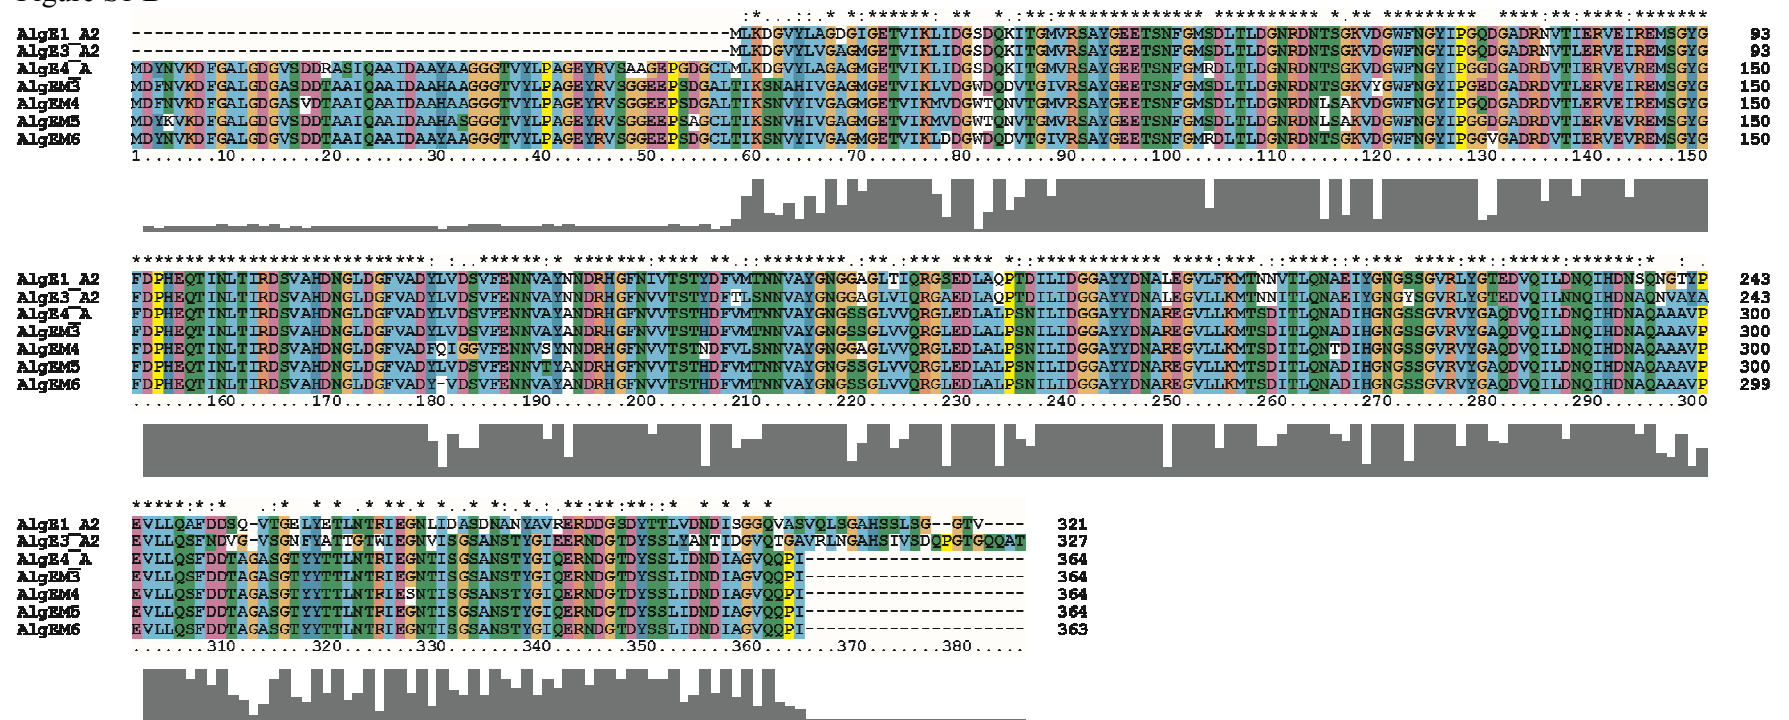 :*..:.:* *:******:** * .:*:**:**************:*********** *.** ******** .:******:**:*******
AlgE1_A2 ---------------------------------------------------------MLKDGVYLAGDGIGETVIKLIDGSDQKITGMVRSAYGEETSNFGMSDLTLDGNRDNTSGKVDGWFNGYIPGQDGADRNVTIERVEIREMSGYG 93
AlgE3_A2 ---------------------------------------------------------MLKDGVYLVGAGMGETVIKLIDGSDQKITGMVRSAYGEETSNFGMSDLTLDGNRDNTSGKVDGWFNGYIPGQDGADRNVTIERVEIREMSGYG 93
AlgE4_A MDYNVKDFGALGDGVSDDRASIQAAIDAAYAAGGGTVYLPAGEYRVSAAGEPGDGCLMLKDGVYLAGAGMGETVIKLIDGSDQKITGMVRSAYGEETSNFGMRDLTLDGNRDNTSGKVDGWFNGYIPGGDGADRDVTIERVEVREMSGYG 150
AlgEM3 MDFNVKDFGALGDGASDDTAAIQAAIDAAHAAGGGTVYLPAGEYRVSGGEEPSDGALTIKSNAHIVGAGMGETVIKMVDGWDQNVTGMVRSAYGEETSNFGMSDLTLDGNRDNTSGKVYGWFNGYIPGEDGADRDVTIERVEIREMSGYG 150
AlgEM4 MDFNVKDFGALGDGASVDTAAIQAAIDAAHAAGGGTVYLPAGEYRVSGGEEPSDGALTIKSNVYIVGAGMGETVIKMVDGWTQNVTGMVRSAYGEETSNFGMSDLTLDGNRDNLSAKVDGWFNGYIPGQDGADRDVTLERVEIREMSGYG 150
AlgEM5 MDYKVKDFGALGDGVSDDTAAIQAAIDAAHASGGGTVYLPAGEYRVSGGEEPSAGCLTIKSNVHIVGAGMGETVIKMVDGWTQNVTGMVRSAYGEETSNFGMSDLTLDGNRDNLSAKVDGWFNGYIPGGDGADRDVTIERVEVREMSGYG 150
AlgEM6 MDYNVKDFGALGDGVSDDTAAIQAAIDAAYAAGGGTVYLPAGEYRVSGGEEPSDGCLTIKSNVYIVGAGMGETVIKLDDGWDQDVTGIVRSAYGEETSNFGMRDLTLDGNRDNTSGKVDGWFNGYIPGGVGADRDVTIERVEVREMSGYG 150
1.......10........20........30........40........50........60........70........80........90........100.......110.......120.......130.......140.......150
AlgE1_A2 FDPHEQTINLTIRDSVAHDNGLDGFVADYLVDSVFENNVAYNNDRHGFNIVTSTYDFVMTNNVAYGNGGAGLTIQRGSEDLAQPTDILIDGGAYYDNALEGVLFKMTNNVTLQNAEIYGNGSSGVRLYGTEDVQILDNQIHDNSQNGTYP 243
AlgE3_A2 FDPHEQTINLTIRDSVAHDNGLDGFVADYLVDSVFENNVAYNNDRHGFNVVTSTYDFTLSNNVAYGNGGAGLVIQRGAEDLAQPTDILIDGGAYYDNALEGVLFKMTNNITLQNAEIYGNGYSGVRLYGTEDVQILNNQIHDNAQNVAYA 243
AlgE4_A FDPHEQTINLTIRDSVAHDNGLDGFVADYLVDSVFENNVAYANDRHGFNVVTSTHDFVMTNNVAYGNGSSGLVVQRGLEDLALPSNILIDGGAYYDNAREGVLLKMTSDITLQNADIHGNGSSGVRVYGAQDVQILDNQIHDNAQAAAVP 300
AlgEM3 FDPHEQTINLTIRDSVAHDNGLDGFVADYLVDSVFENNVAYANDRHGFNVVTSTHDFVMTNNVAYGNGSSGLVVQRGLEDLALPSNILIDGGAYYDNAREGVLLKMTSDITLQNADIHGNGSSGVRVYGAQDVQILDNQIHDNAQAAAVP 300
AlgEM4 FDPHEQTINLTIRDSVAHDNGLDGFVADFQIGGVFENNVSYNNDRHGFNVVTSTNDFVLSNNVAYGNGGAGLVVQRGLEDLALPSNILIDGGAYYDNAREGVLLKMTSDITLQNTDIHGNGSSGVRVYGAQDVQILDNQIHDNAQAAAVP 300
AlgEM5 FDPHEQTINLTIRDSVAHDNGLDGFVADYLVDSVFENNVTYANDRHGFNVVTSTHDFVMTNNVAYGNGSSGLVVQRGLEDLALPSNILIDGGAYYDNAREGVLLKMTSDITLQNADIHGNGSSGVRVYGAQDVQILDNQIHDNAQAAAVP 300
AlgEM6 FDPHEQTINLTIRDSVAHDNGLDGFVADY-VDSVFENNVAYANDRHGFNVVTSTHDFVMTNNVAYGNGSSGLVVQRGLEDLALPSNILIDGGAYYDNAREGVLLKMTSDITLQNADIHGNGSSGVRVYGAQDVQILDNQIHDNAQAAAVP 299
.......160.......170.......180.......190.......200.......210.......220.......230.......240.......250.......260.......270.......280.......290.......300
AlgE1_A2 EVLLQAFDDSQ-VTGELYETLNTRIEGNLIDASDNANYAVRERDDGSDYTTLVDNDISGGQVASVQLSGAHSSLSG--GTV---- 321
AlgE3_A2 EVLLQSFNDVG-VSGNFYATTGTWIEGNVISGSANSTYGIEERNDGTDYSSLYANTIDGVQTGAVRLNGAHSIVSDQPGTGQQAT 327
AlgE4_A EVLLQSFDDTAGASGTYYTTLNTRIEGNTISGSANSTYGIQERNDGTDYSSLIDNDIAGVQQPI--------------------- 364
AlgEM3 EVLLQSFDDTAGASGTYYTTLNTRIEGNTISGSANSTYGIQERNDGTDYSSLIDNDIAGVQQPI--------------------- 364
AlgEM4 EVLLQSFDDTAGASGTYYTTLNTRIESNTISGSANSTYGIQERNDGTDYSSLIDNDIAGVQQPI--------------------- 364
AlgEM5 EVLLQSFDDTAGASGTYYTTLNTRIEGNTISGSANSTYGIQERNDGTDYSSLIDNDIAGVQQPI--------------------- 364
AlgEM6 EVLLQSFDDTAGASGTYYTTLNTRIEGNTISGSANSTYGIQERNDGTDYSSLIDNDIAGVQQPI--------------------- 363
.......310.......320.......330.......340.......350.......360.......370.......380.....